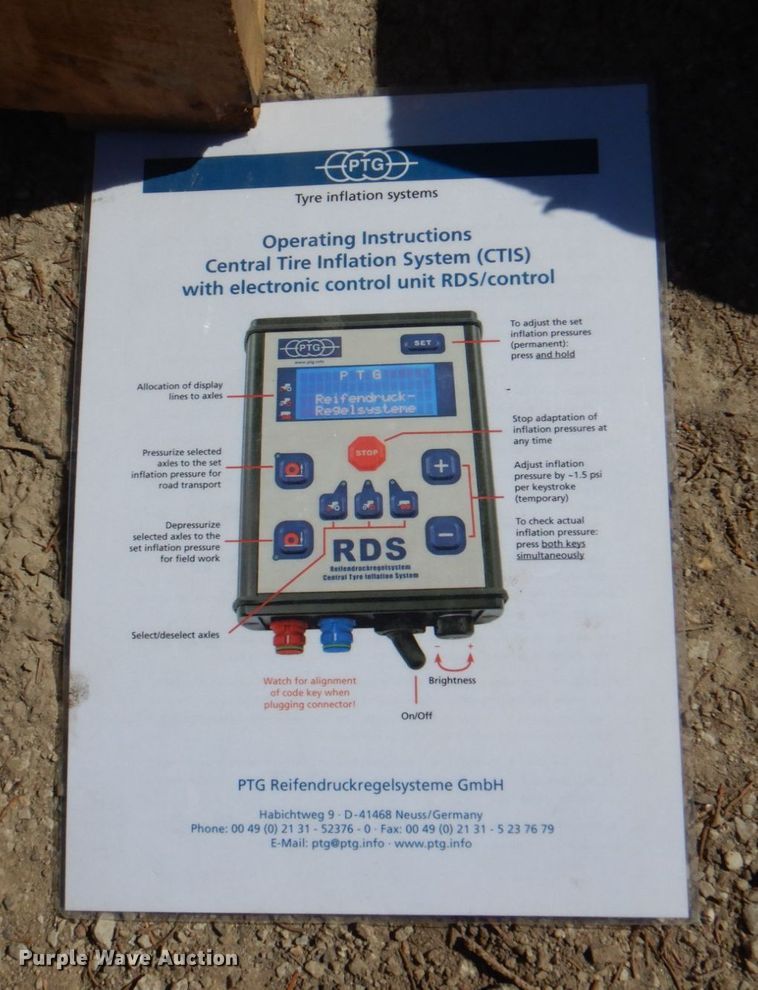 PTG
Tyre inflation systems
Operating Instructions
Central Tire Inflation System (CTIS)
with electronic control unit RDS/control
To adjust the set
inflation pressures
(permanent):
press and hold
PTG
www.ptg.info
SET
Allocation of display
lines to axles
PTG
Reifendruck-
Regelsysteme
Stop adaptation of
inflation pressures at
any time
STOP
Pressurize selected
axles to the set
inflation pressure for
road transport
+
Adjust inflation
pressure by ~1.5 psi
per keystroke
(temporary)
Depressurize
selected axles to the
set inflation pressure
for field work
−
To check actual
inflation pressure:
press both keys
simultaneously
RDS
Reifendruckregelsystem
Central Tyre Inflation System
Select/deselect axles
- +
Brightness
Watch for alignment
of code key when
plugging connector!
On/Off
PTG Reifendruckregelsysteme GmbH
Habichtweg 9 · D-41468 Neuss/Germany
Phone: 00 49 (0) 21 31 - 52376 - 0 · Fax: 00 49 (0) 21 31 - 5 23 76 79
E-Mail: ptg@ptg.info · www.ptg.info
Purple Wave Auction